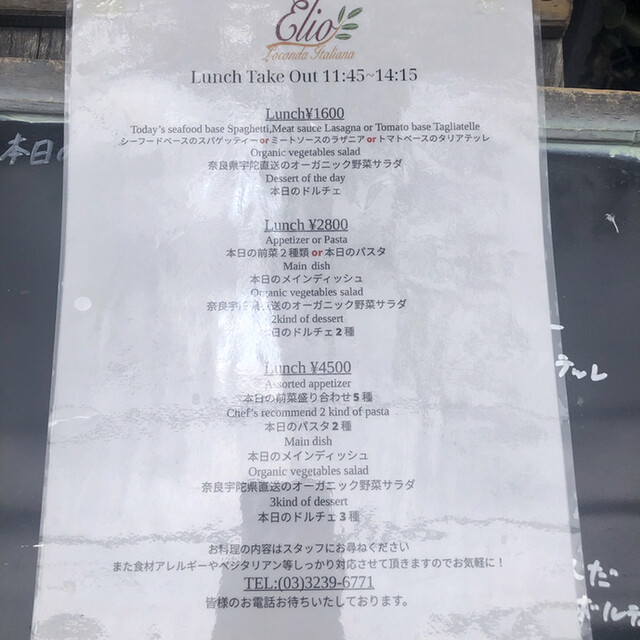 Elio
Locanda Italiana
Lunch Take Out 11:45~14:15
Lunch¥1600
Today's seafood base Spaghetti,Meat sauce Lasagna or Tomato base Tagliatelle
シーフードベースのスパゲッティーorミートソースのラザニアorトマトベースのタリアテッレ
Organic vegetables salad
奈良県宇陀直送のオーガニック野菜サラダ
Dessert of the day
本日のドルチェ
Lunch ¥2800
Appetizer or Pasta
本日の前菜２種類 or 本日のパスタ
Main dish
本日のメインディッシュ
Organic vegetables salad
奈良宇陀県直送のオーガニック野菜サラダ
2kind of dessert
本日のドルチェ２種
Lunch ¥4500
Assorted appetizer
本日の前菜盛り合わせ５種
Chef's recommend 2 kind of pasta
本日のパスタ２種
Main dish
本日のメインディッシュ
Organic vegetables salad
奈良宇陀県直送のオーガニック野菜サラダ
3kind of dessert
本日のドルチェ３種
お料理の内容はスタッフにお尋ねください
また食材アレルギーやベジタリアン等しっかり対応させて頂きますのでお気軽に！
TEL:(03)3239-6771
皆様のお電話お待ちいたしております。
本日の
テッレ